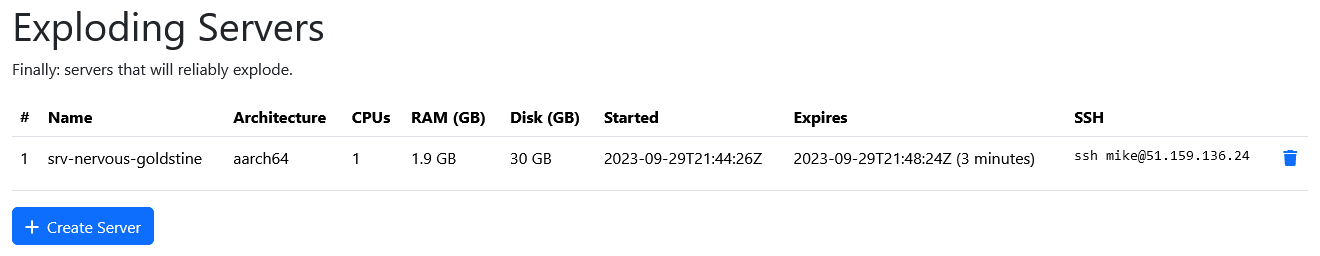 Exploding Servers
Finally: servers that will reliably explode.
# Name Architecture CPUs RAM (GB) Disk (GB) Started Expires SSH
1 srv-nervous-goldstine aarch64 1 1.9 GB 30 GB 2023-09-29T21:44:26Z 2023-09-29T21:48:24Z (3 minutes) ssh mike@51.159.136.24
+ Create Server